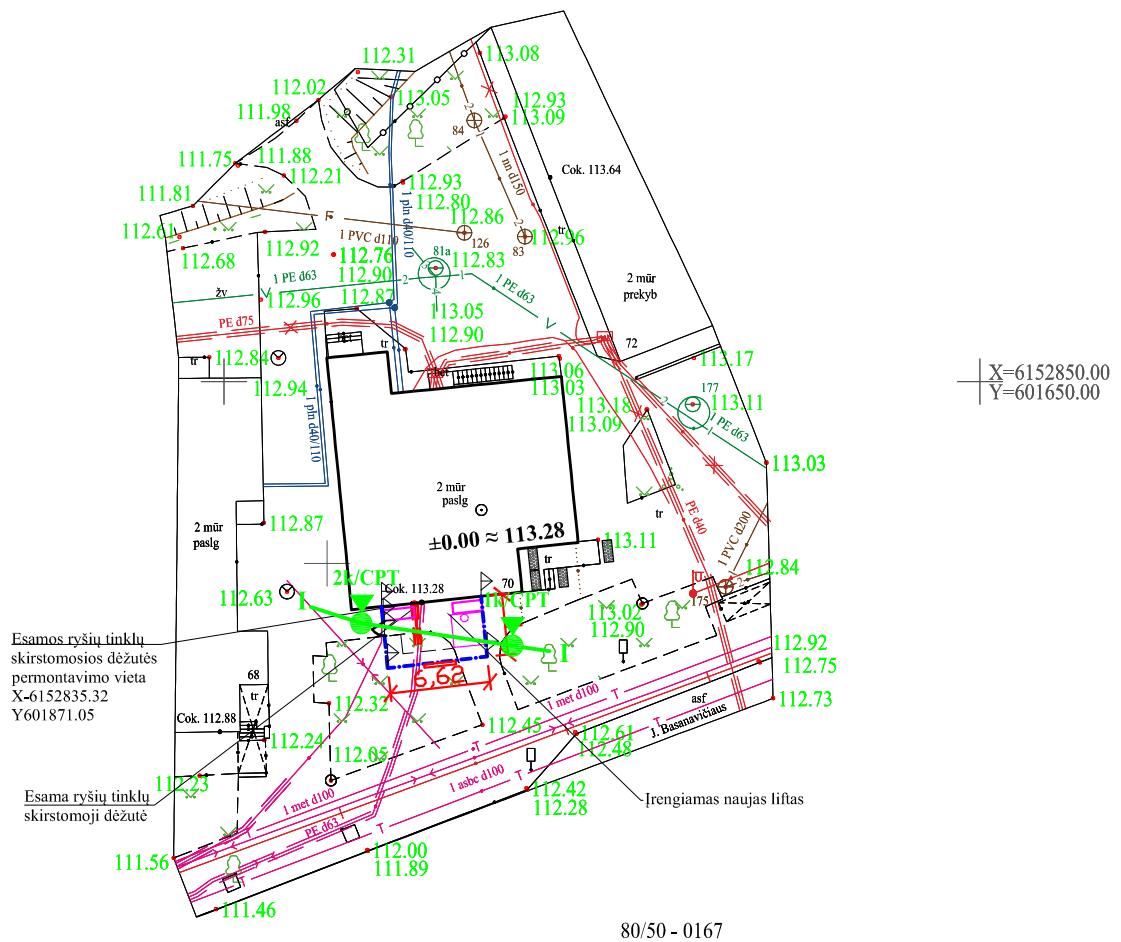 112.31
113.08
112.02
113.05
111.98
112.93
113.09
asf
84
2
1 nn d150
Cok. 113.64
111.75
111.88
112.21
112.93
112.80
111.81
F
112.86
1 pln d40/110
112.61
112.68
112.92
1 PVC d110
126
83
112.96
tr
112.76
112.90
81a
112.83
2 mūr
prekyb
1 PE d63
1 PE d63
žv
112.96
112.87
113.05
112.90
PE d75
tr
72
tr
112.84
113.06
113.03
113.17
X=6152850.00
Y=601650.00
112.94
177
113.11
113.18
113.09
1 pln d40/110
1 PE d63
113.03
2 mūr
paslg
PE d40
tr
1 PVC d200
2 mūr
paslg
112.87
±0.00 ≈ 113.28
113.11
tr
112.84
2k/CPT
Cok. 113.28
70
1k/CPT
112.63
I
175
113.02
112.90
I'
112.92
112.75
Esamos ryšių tinklų
skirstomosios dėžutės
permontavimo vieta
X-6152835.32
Y601871.05
6,62
68
tr
Cok. 112.88
112.32
1 met d100
asf
J. Basanavičiaus
112.73
112.45
112.24
112.05
112.61
112.48
112.23
1 asbc d100
T
112.42
112.28
Įrengiamas naujas liftas
Esama ryšių tinklų
skirstomoji dėžutė
1 met d100
PE d63
111.56
112.00
111.89
111.46
80/50 - 0167